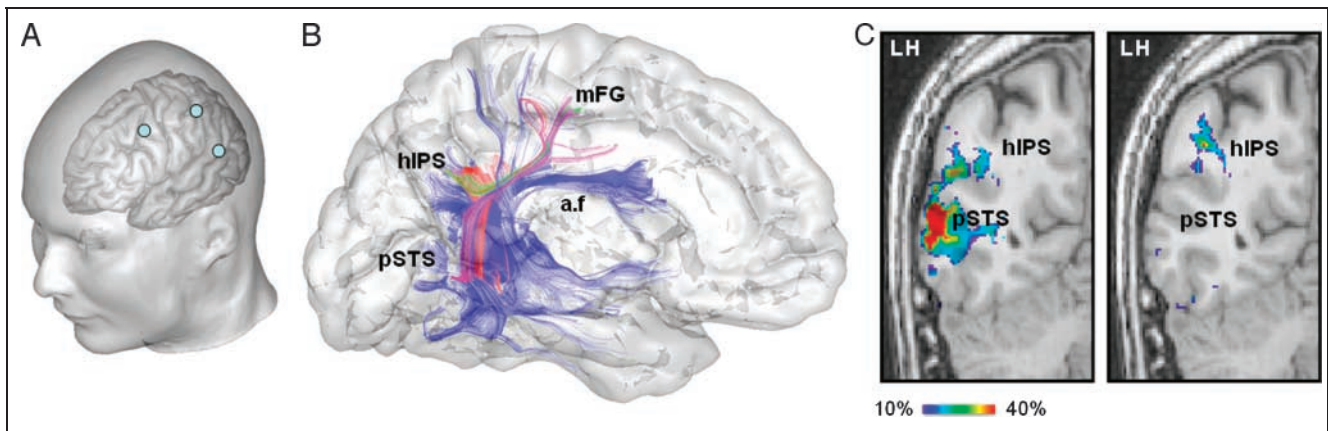 A
B
mFG
hIPS
a.f
pSTS
C
LH
hIPS
pSTS
LH
hIPS
pSTS
10% 40%